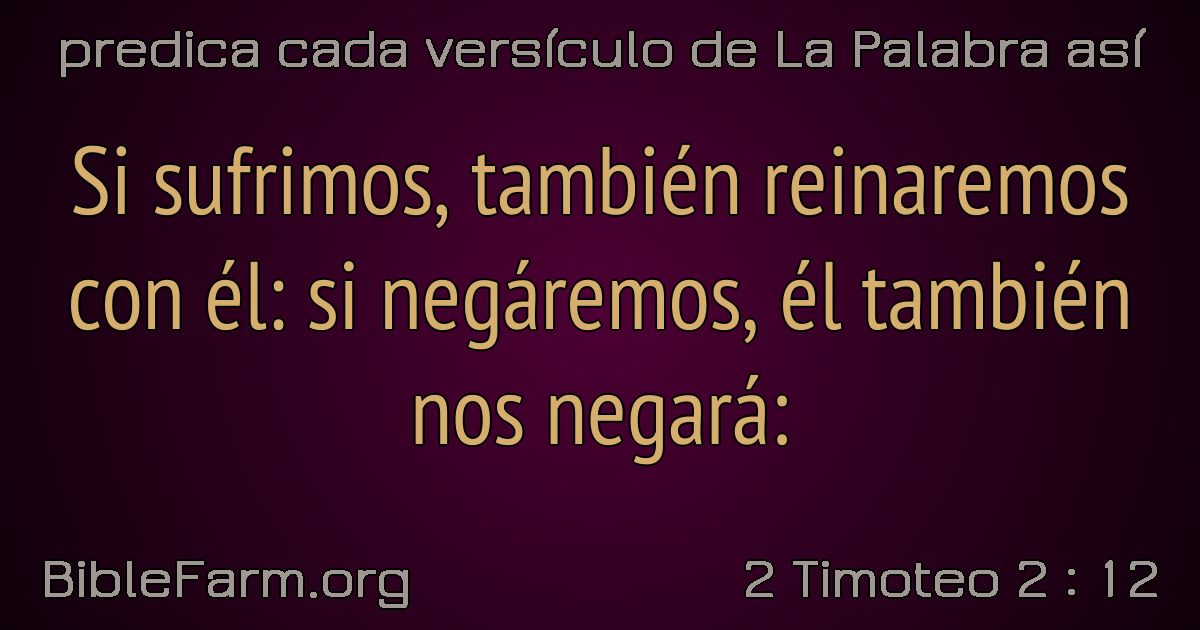 predica cada versículo de La Palabra así
Si sufrimos, también reinaremos
con él: si negáremos, él también
nos negará:
BibleFarm.org
2 Timoteo 2 : 12